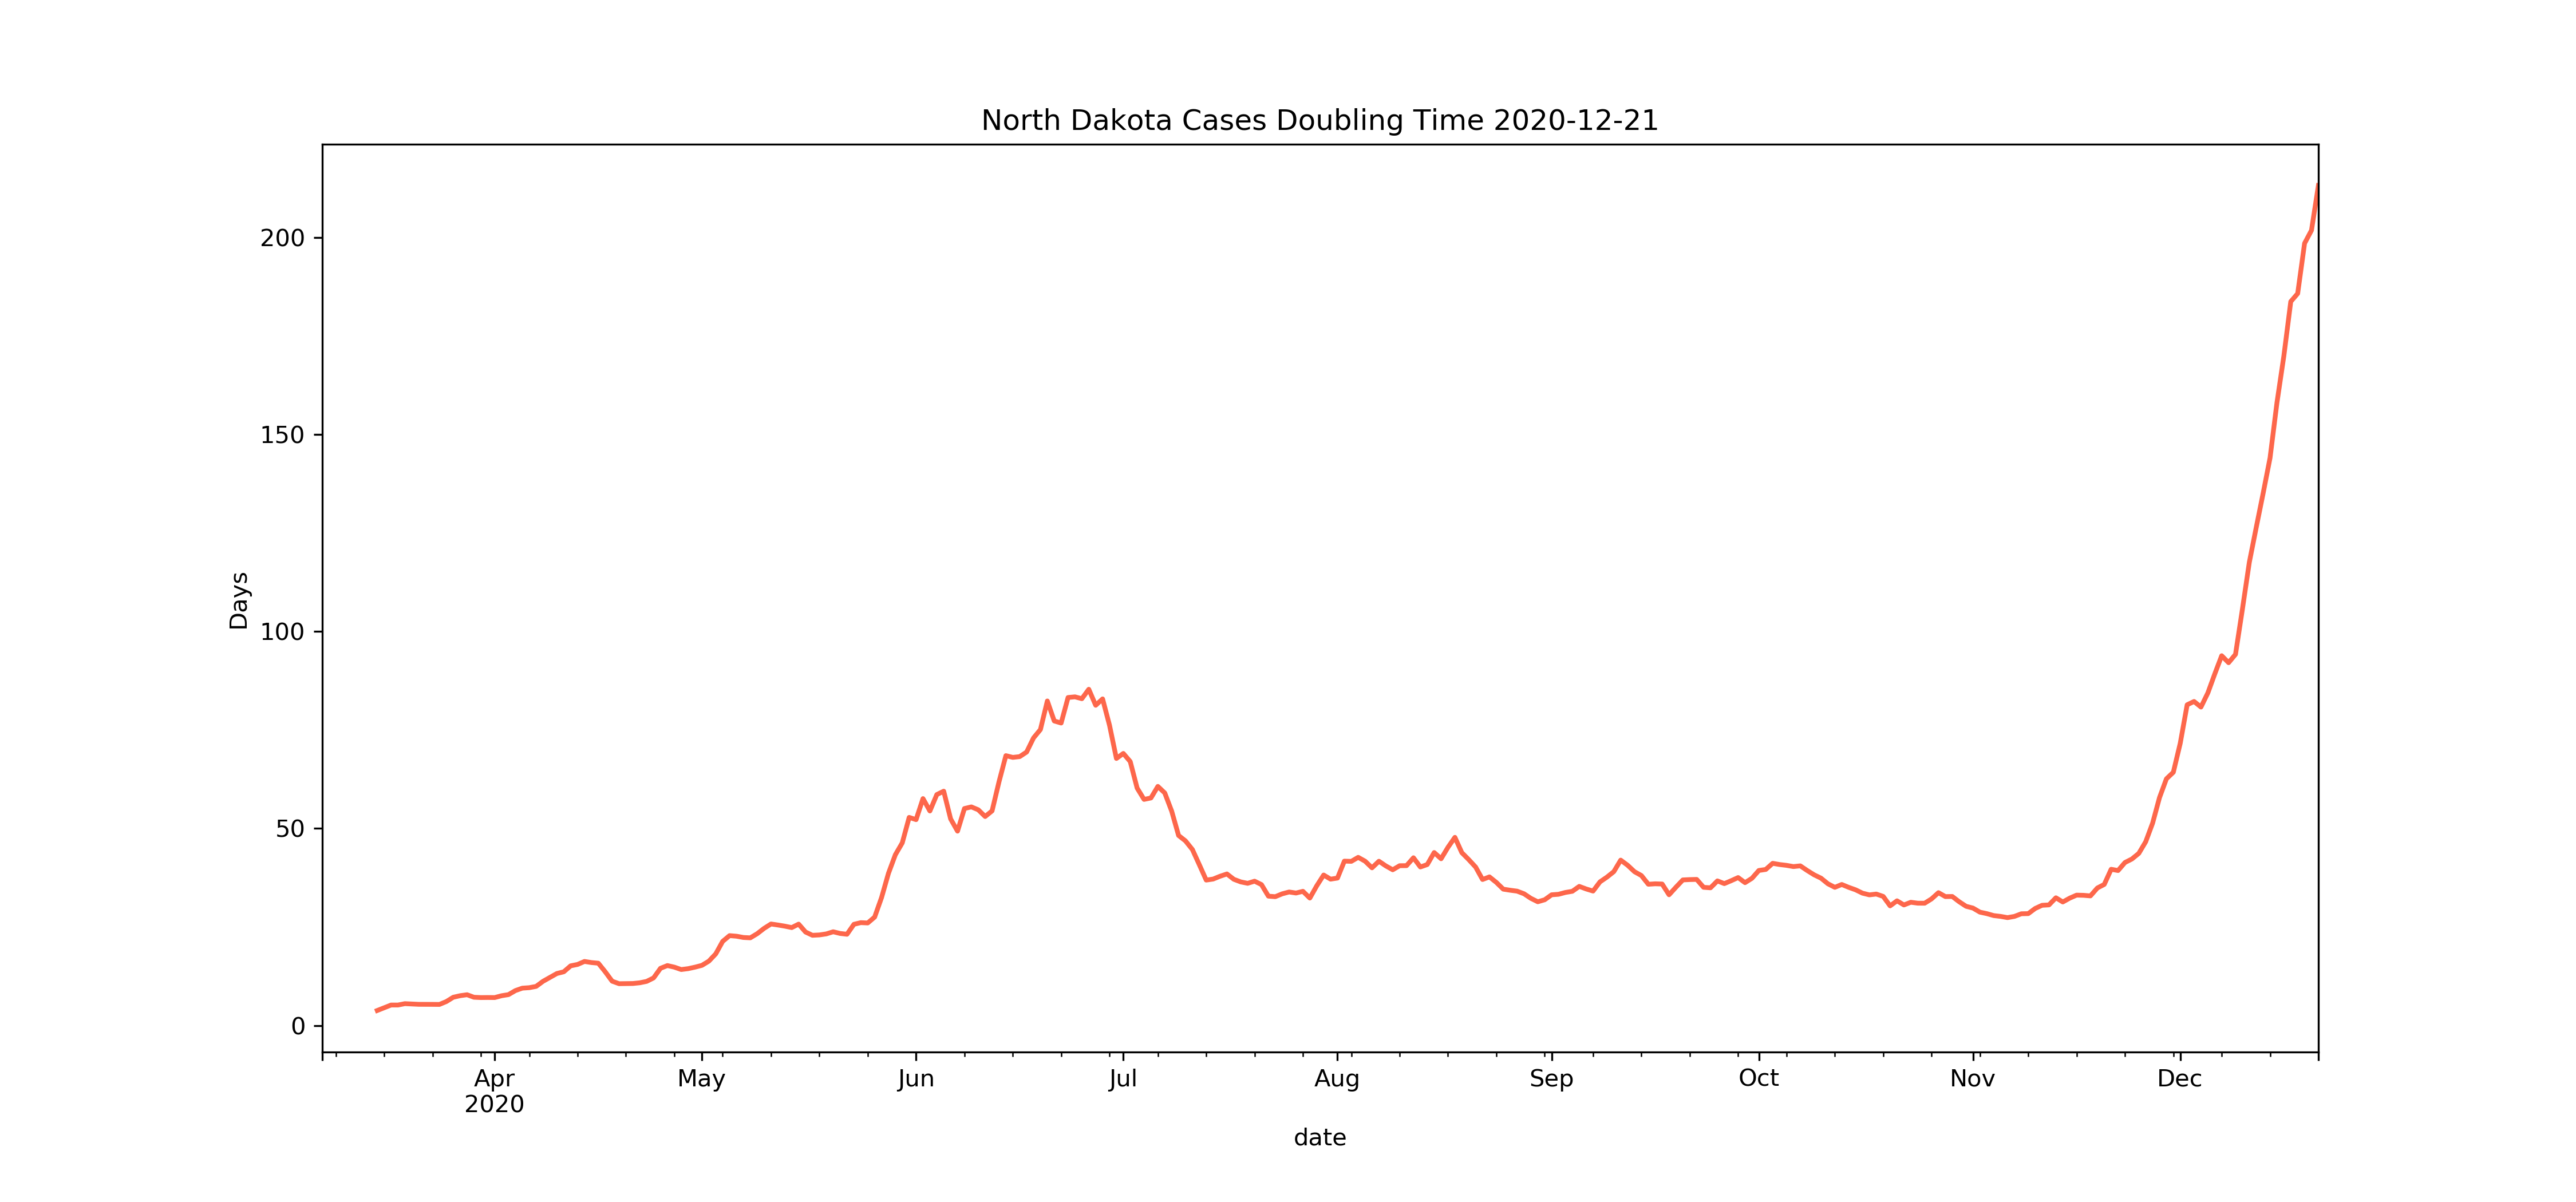 North Dakota Cases Doubling Time 2020-12-21
200
150
100
50
0
Days
Apr May Jun Jul Aug Sep Oct Nov Dec
2020
date